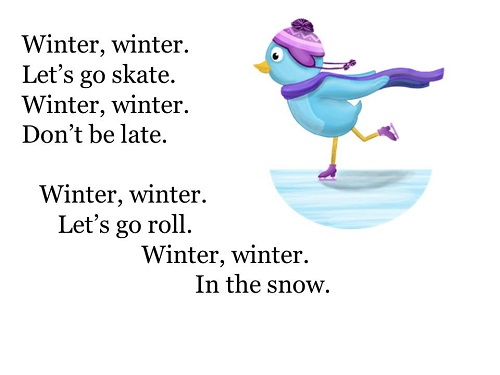 Winter, winter.
Let’s go skate.
Winter, winter.
Don’t be late.
Winter, winter.
Let’s go roll.
Winter, winter.
In the snow.